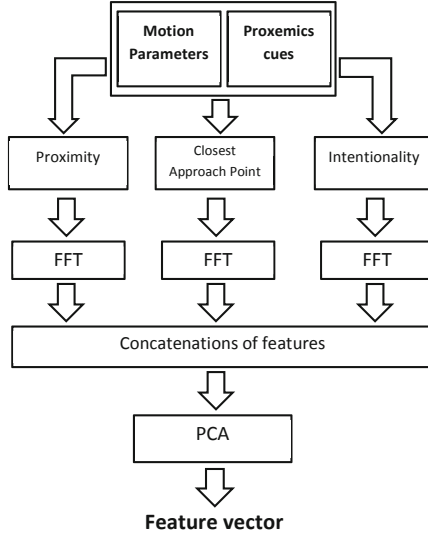 Motion
Parameters
Proxemics
cues
Proximity
Closest
Approach Point
Intentionality
FFT
FFT
FFT
Concatenations of features
PCA
Feature vector